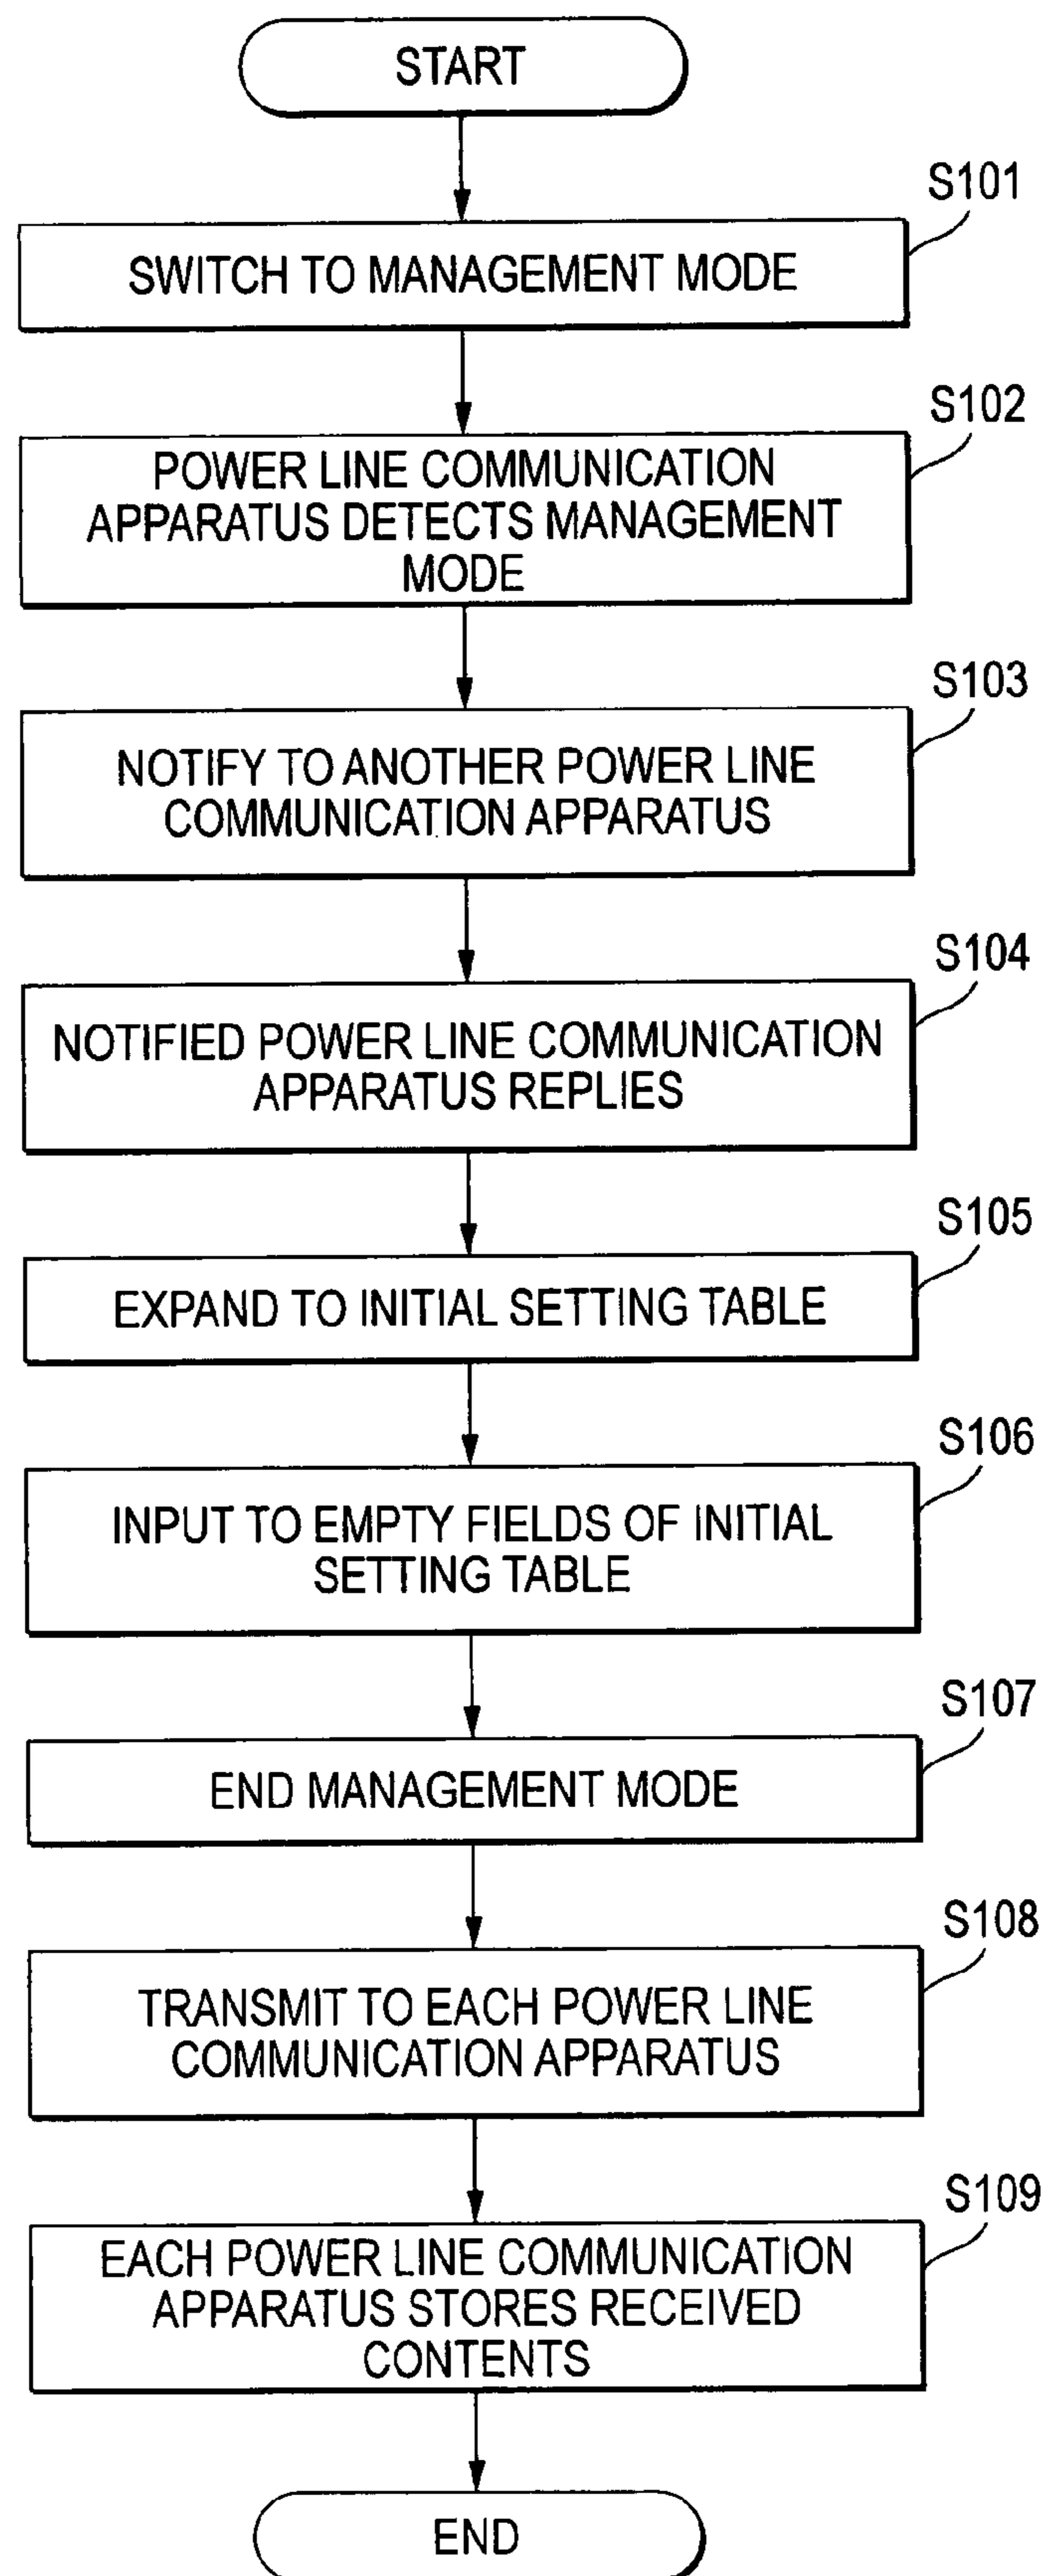 START
S101
SWITCH TO MANAGEMENT MODE
S102
POWER LINE COMMUNICATION
APPARATUS DETECTS MANAGEMENT
MODE
S103
NOTIFY TO ANOTHER POWER LINE
COMMUNICATION APPARATUS
S104
NOTIFIED POWER LINE COMMUNICATION
APPARATUS REPLIES
S105
EXPAND TO INITIAL SETTING TABLE
S106
INPUT TO EMPTY FIELDS OF INITIAL
SETTING TABLE
S107
END MANAGEMENT MODE
S108
TRANSMIT TO EACH POWER LINE
COMMUNICATION APPARATUS
S109
EACH POWER LINE COMMUNICATION
APPARATUS STORES RECEIVED
CONTENTS
END